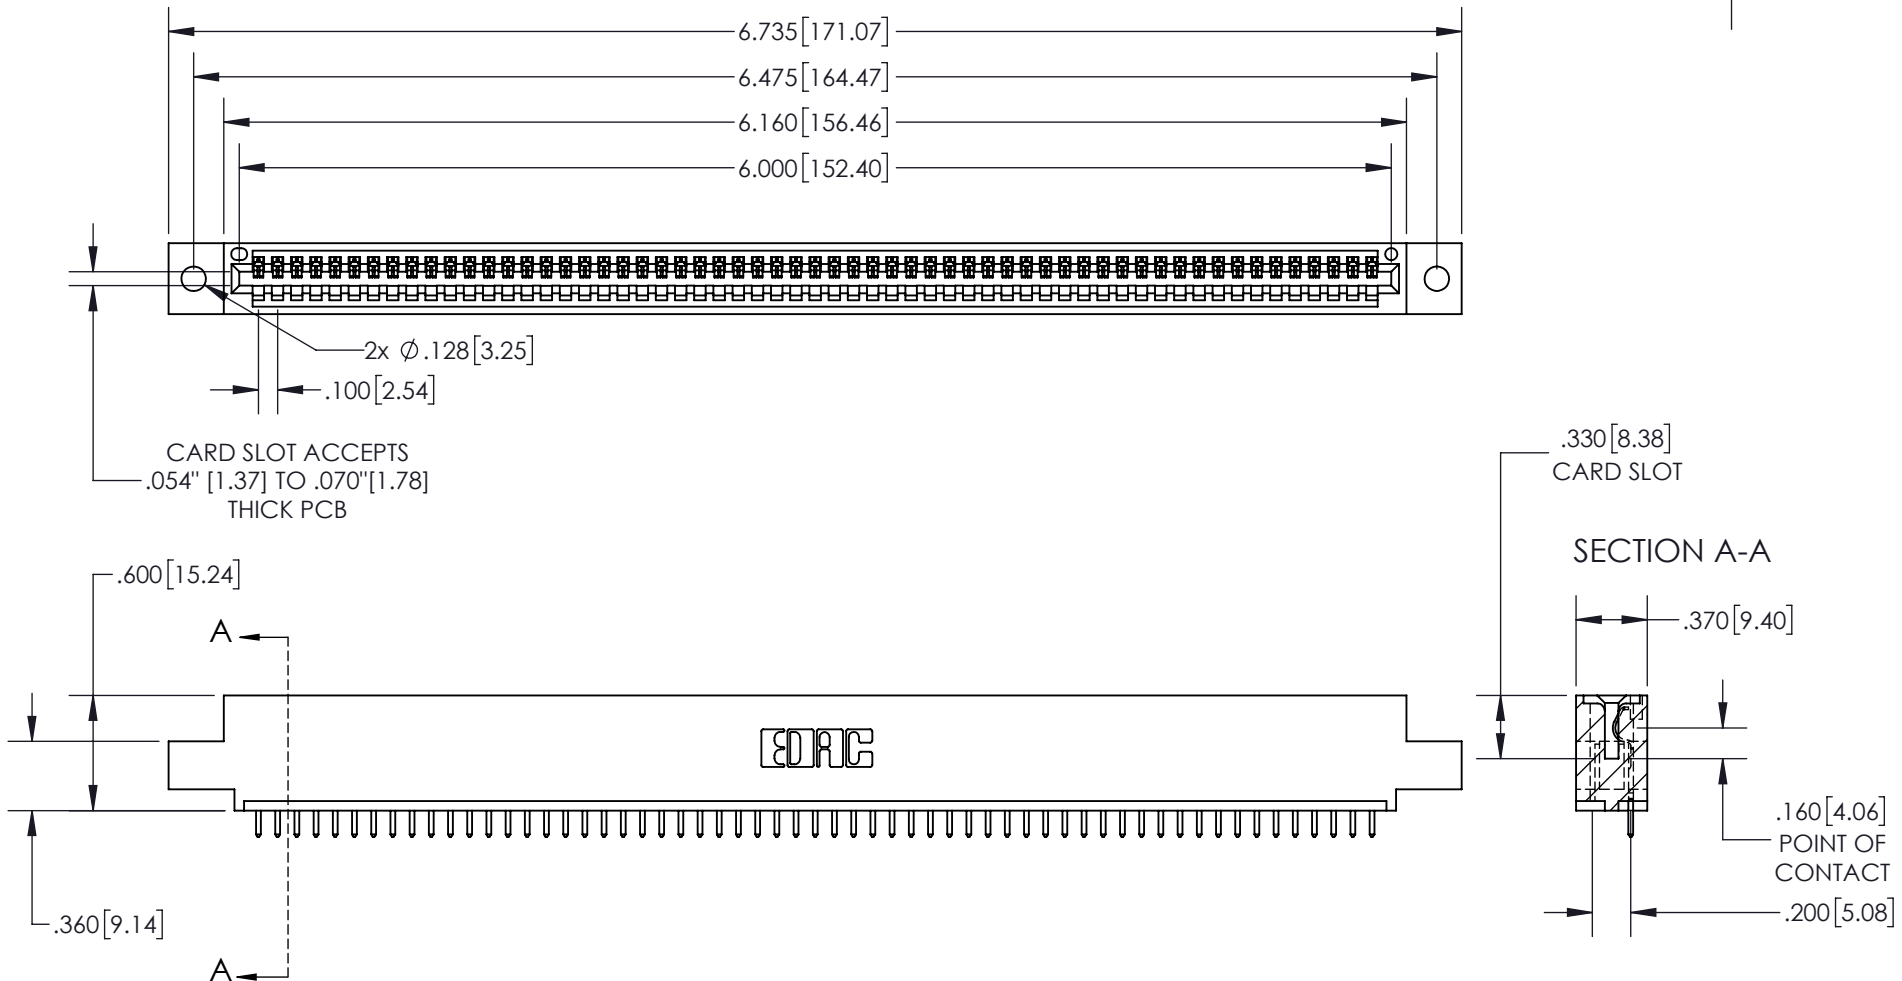 6.735[171.07]
6.475[164.47]
6.160[156.46]
6.000[152.40]
2x Ø.128[3.25]
.100[2.54]
CARD SLOT ACCEPTS
.054" [1.37] TO .070"[1.78]
THICK PCB
.330[8.38]
CARD SLOT
SECTION A-A
.600[15.24]
A
.370[9.40]
EDAC
.160[4.06]
POINT OF
CONTACT
.360[9.14]
.200[5.08]
A